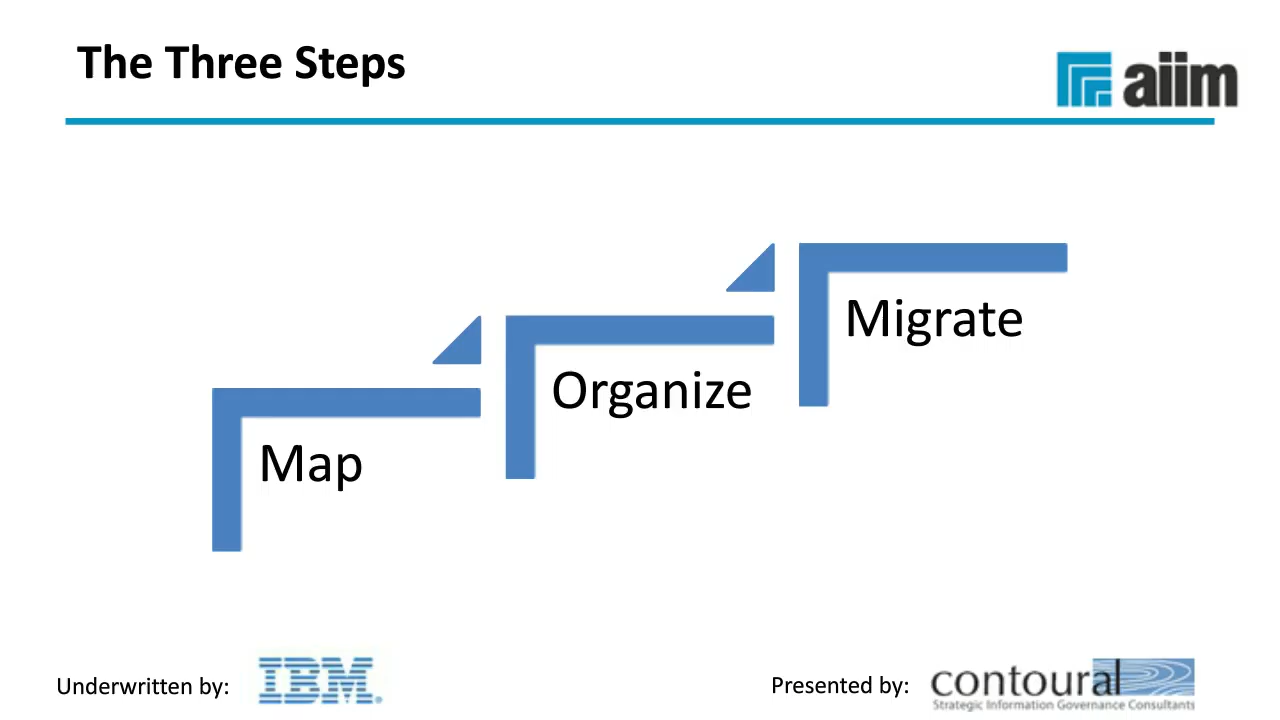 The Three Steps
aiim
Migrate
Organize
Map
Underwritten by:
IBM®
Presented by:
contoural
Strategic Information Governance Consultants